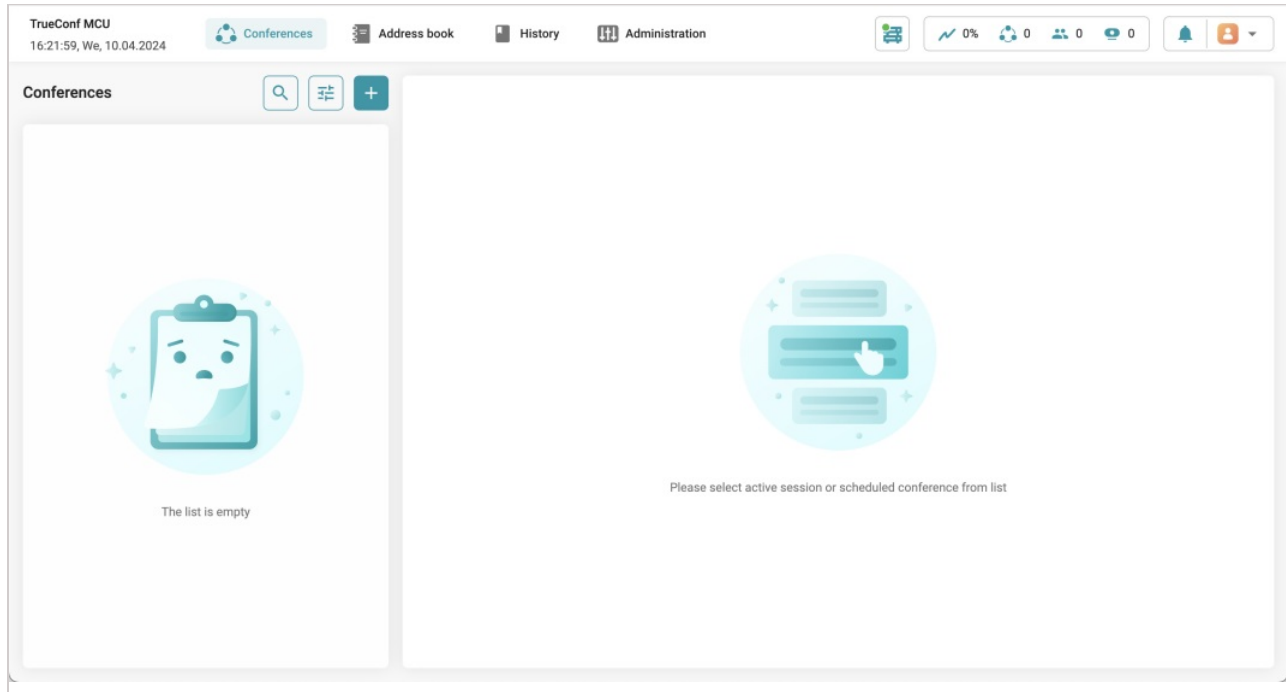 TrueConf MCU
16:21:59, We, 10.04.2024
Conferences
Address book
History
Administration
0%
0
0
0
Conferences
The list is empty
Please select active session or scheduled conference from list